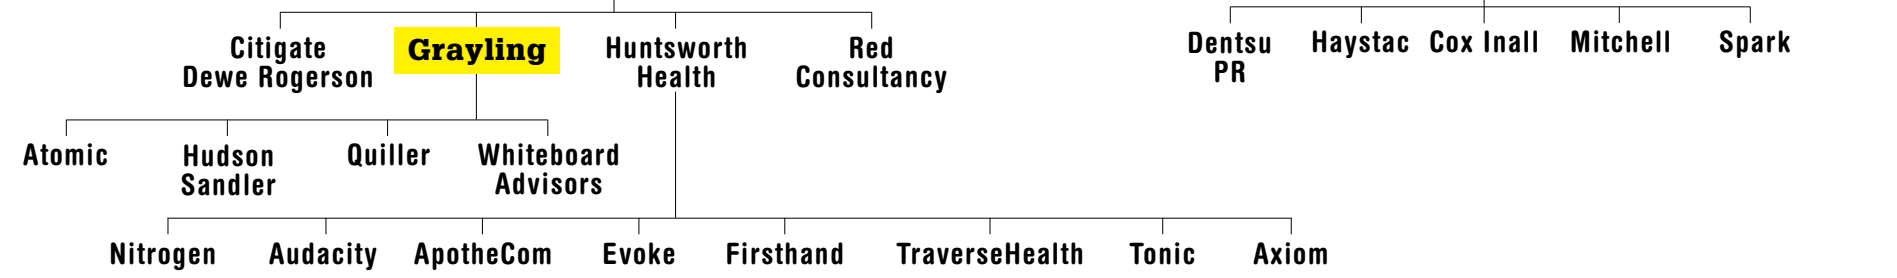 Citigate
Dewe Rogerson
Grayling
Huntsworth
Health
Red
Consultancy
Dentsu
PR
Haystac
Cox Inall
Mitchell
Spark
Atomic
Hudson
Sandler
Quiller
Whiteboard
Advisors
Nitrogen
Audacity
ApotheCom
Evoke
Firsthand
TraverseHealth
Tonic
Axiom